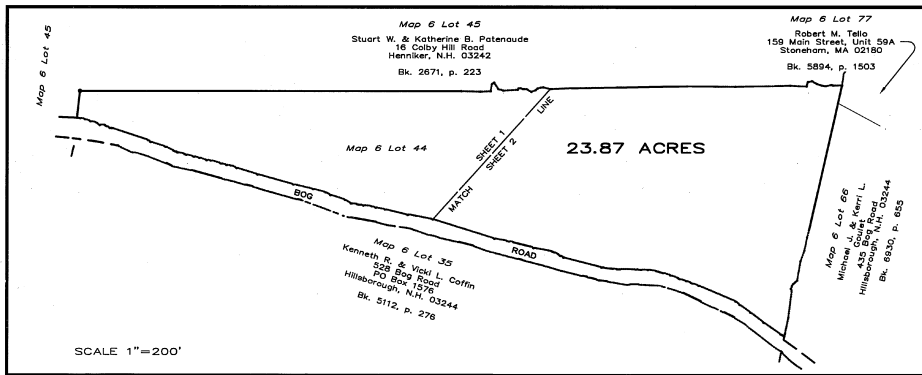 Map 6 Lot 45
Map 6 Lot 45
Stuart W. & Katherine B. Patenaude
16 Colby Hill Road
Henniker, N.H. 03242
Bk. 2671, p. 223
Map 6 Lot 77
Robert M. Tello
159 Main Street, Unit 59A
Stoneham, MA 02180
Bk. 5894, p. 1503
Map 6 Lot 44
SHEET 1
SHEET 2
MATCH LINE
23.87 ACRES
BOG ROAD
Map 6 Lot 66
Michael J. & Kerri L.
Goulet
435 Bog Road
Hillsborough, N.H. 03244
Bk. 6930, p. 655
Map 6 Lot 35
Kenneth R. & Vicki L. Coffin
528 Bog Road
PO Box 1576
Hillsborough, N.H. 03244
Bk. 5112, p. 276
SCALE 1"=200'